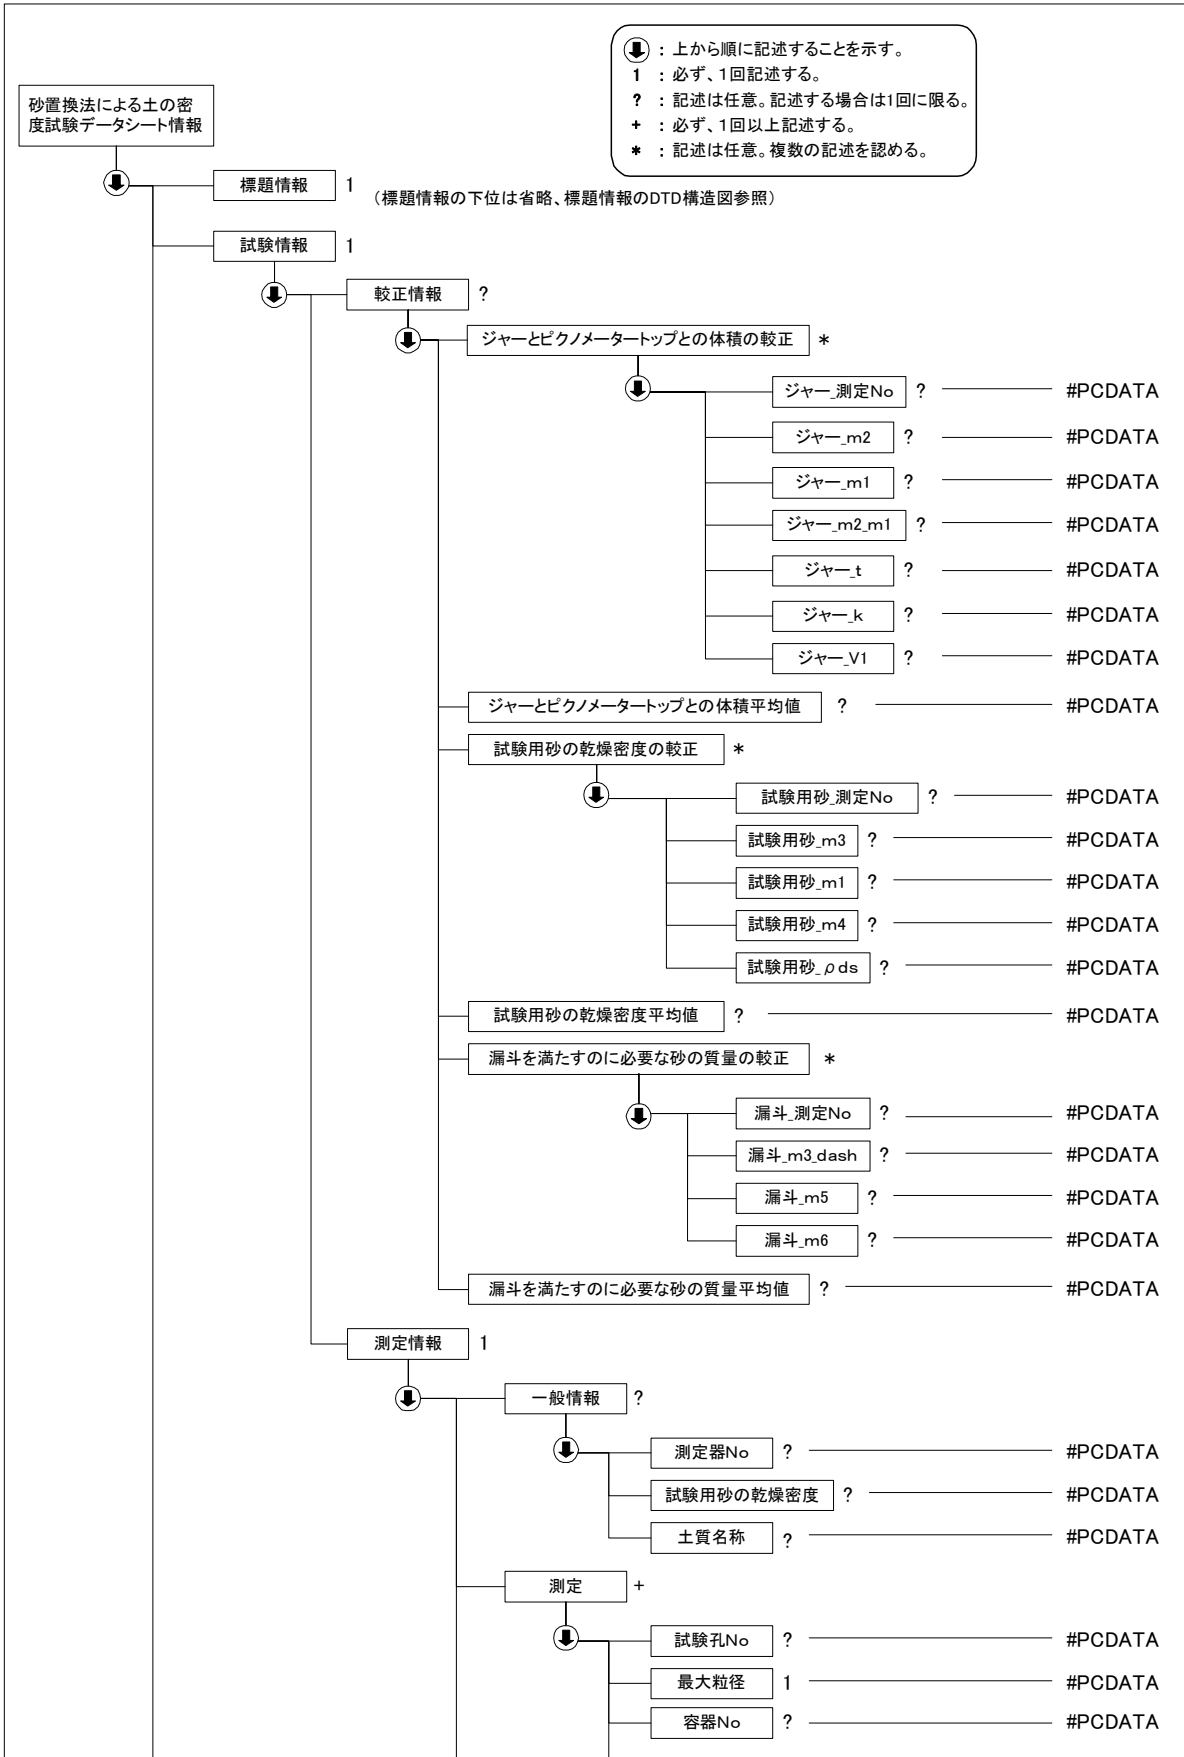 ：上から順に記述することを示す。
1 ：必ず、1回記述する。
? ：記述は任意。記述する場合は1回に限る。
+ ：必ず、1回以上記述する。
* ：記述は任意。複数の記述を認める。
砂置換法による土の密
度試験データシート情報
標題情報 1
（標題情報の下位は省略、標題情報のDTD構造図参照）
試験情報 1
較正情報 ?
ジャーとピクノメータートップとの体積の較正 *
ジャー_測定No ? #PCDATA
ジャー_m2 ? #PCDATA
ジャー_m1 ? #PCDATA
ジャー_m2_m1 ? #PCDATA
ジャー_t ? #PCDATA
ジャー_k ? #PCDATA
ジャー_V1 ? #PCDATA
ジャーとピクノメータートップとの体積平均値 ? #PCDATA
試験用砂の乾燥密度の較正 *
試験用砂_測定No ? #PCDATA
試験用砂_m3 ? #PCDATA
試験用砂_m1 ? #PCDATA
試験用砂_m4 ? #PCDATA
試験用砂_ρds ? #PCDATA
試験用砂の乾燥密度平均値 ? #PCDATA
漏斗を満たすのに必要な砂の質量の較正 *
漏斗_測定No ? #PCDATA
漏斗_m3_dash ? #PCDATA
漏斗_m5 ? #PCDATA
漏斗_m6 ? #PCDATA
漏斗を満たすのに必要な砂の質量平均値 ? #PCDATA
測定情報 1
一般情報 ?
測定器No ? #PCDATA
試験用砂の乾燥密度 ? #PCDATA
土質名称 ? #PCDATA
測定 +
試験孔No ? #PCDATA
最大粒径 1 #PCDATA
容器No ? #PCDATA